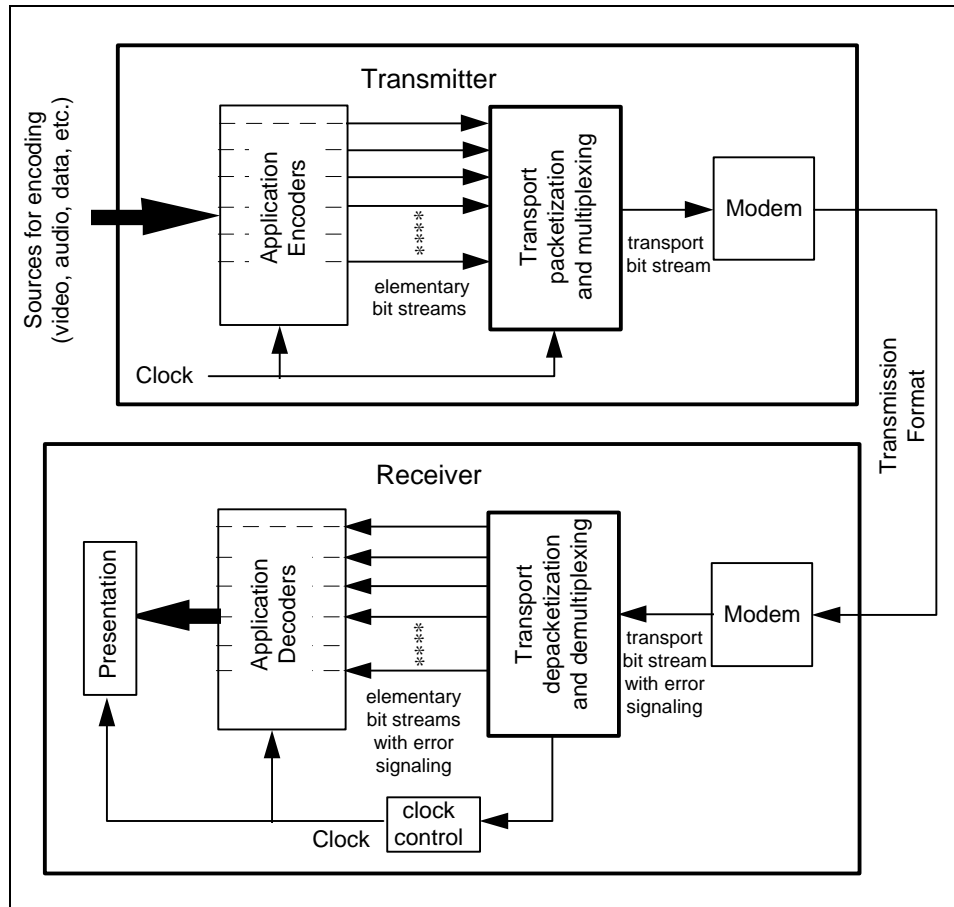 Transmitter
Sources for encoding
(video, audio, data, etc.)
Application
Encoders
****
elementary
bit streams
Transport
packetization
and multiplexing
transport
bit stream
Modem
Clock
Transmission
Format
Receiver
Presentation
Application
Decoders
****
elementary
bit streams
with error
signaling
Transport
depacketization
and demultiplexing
transport
bit stream
with error
signaling
Modem
Clock
clock
control